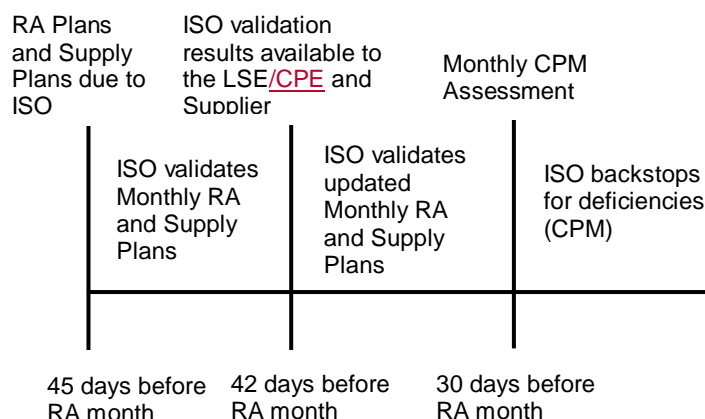 RA Plans
and Supply
Plans due to
ISO
ISO validation
results available to
the LSE/CPE and
Supplier
Monthly CPM
Assessment
ISO validates
Monthly RA
and Supply
Plans
ISO validates
updated
Monthly RA
and Supply
Plans
ISO backstops
for deficiencies
(CPM)
45 days before
RA month
42 days before
RA month
30 days before
RA month